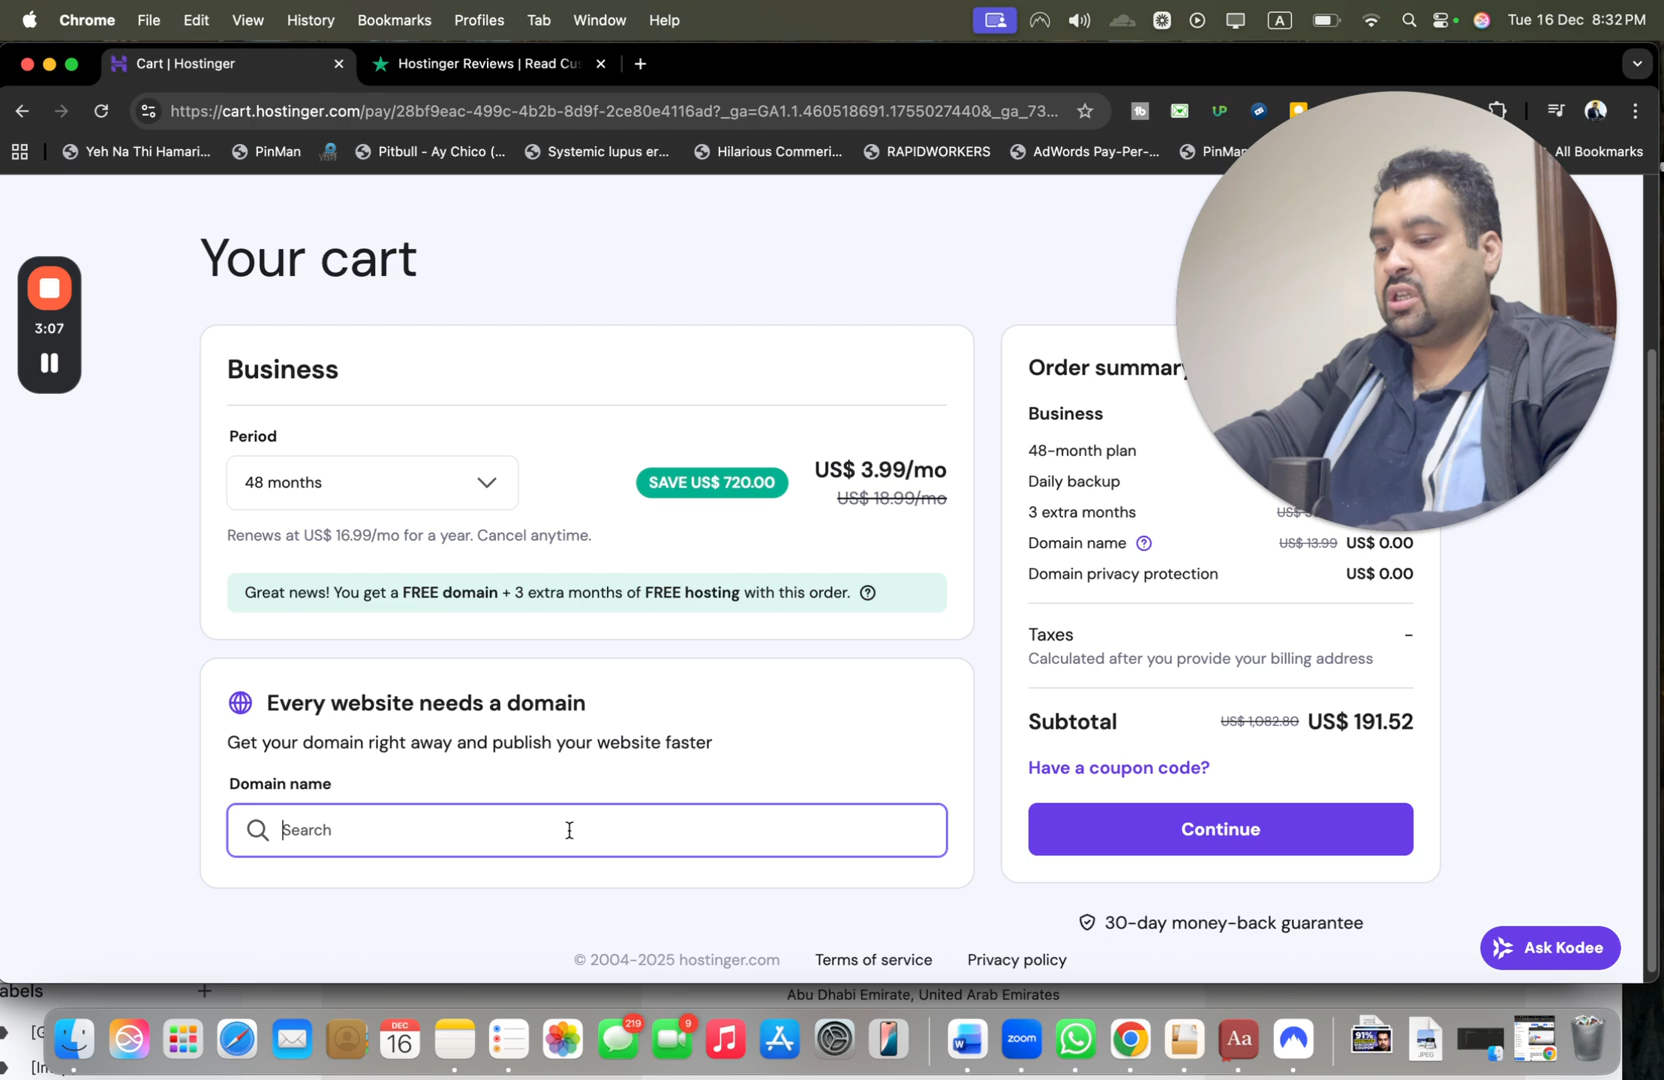 Chrome File Edit View History Bookmarks Profiles Tab Window Help A Tue 16 Dec 8:32 PM
Cart | Hostinger Hostinger Reviews | Read Cus
https://cart.hostinger.com/pay/28bf9eac-499c-4b2b-8d9f-2ce80e4116ad?_ga=GA1.1.460518691.1755027440&_ga_73...
Yeh Na Thi Hamari... PinMan Pitbull - Ay Chico (... Systemic lupus er... Hilarious Commeri... RAPIDWORKERS AdWords Pay-Per-... PinMan All Bookmarks
Your cart
3:07
Business
Period
48 months
SAVE US$ 720.00
US$ 3.99/mo
US$ 18.99/mo
Renews at US$ 16.99/mo for a year. Cancel anytime.
Great news! You get a FREE domain + 3 extra months of FREE hosting with this order.
Every website needs a domain
Get your domain right away and publish your website faster
Domain name
Search
Order summary
Business
48-month plan
Daily backup
3 extra months US$
Domain name US$ 13.99 US$ 0.00
Domain privacy protection US$ 0.00
Taxes -
Calculated after you provide your billing address
Subtotal US$ 1,082.80 US$ 191.52
Have a coupon code?
Continue
30-day money-back guarantee
Ask Kodee
© 2004-2025 hostinger.com Terms of service Privacy policy
abels +
Abu Dhabi Emirate, United Arab Emirates
DEC
16
219
9
zoom
Aa
91%
JPEG